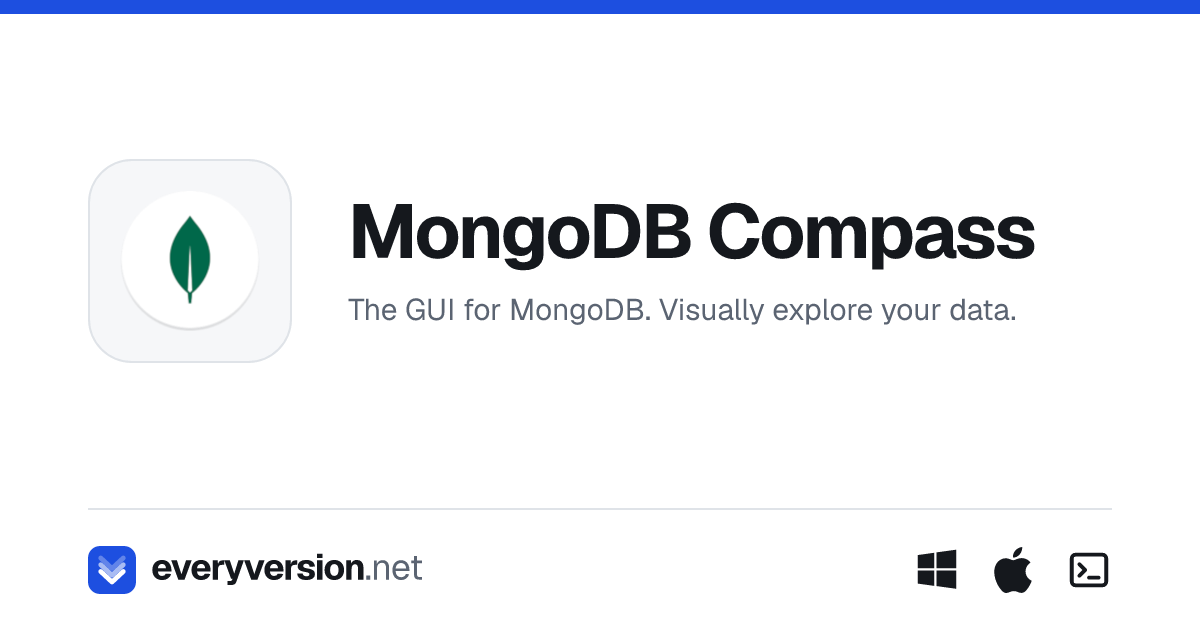 MongoDB Compass
The GUI for MongoDB. Visually explore your data.
everyversion.net